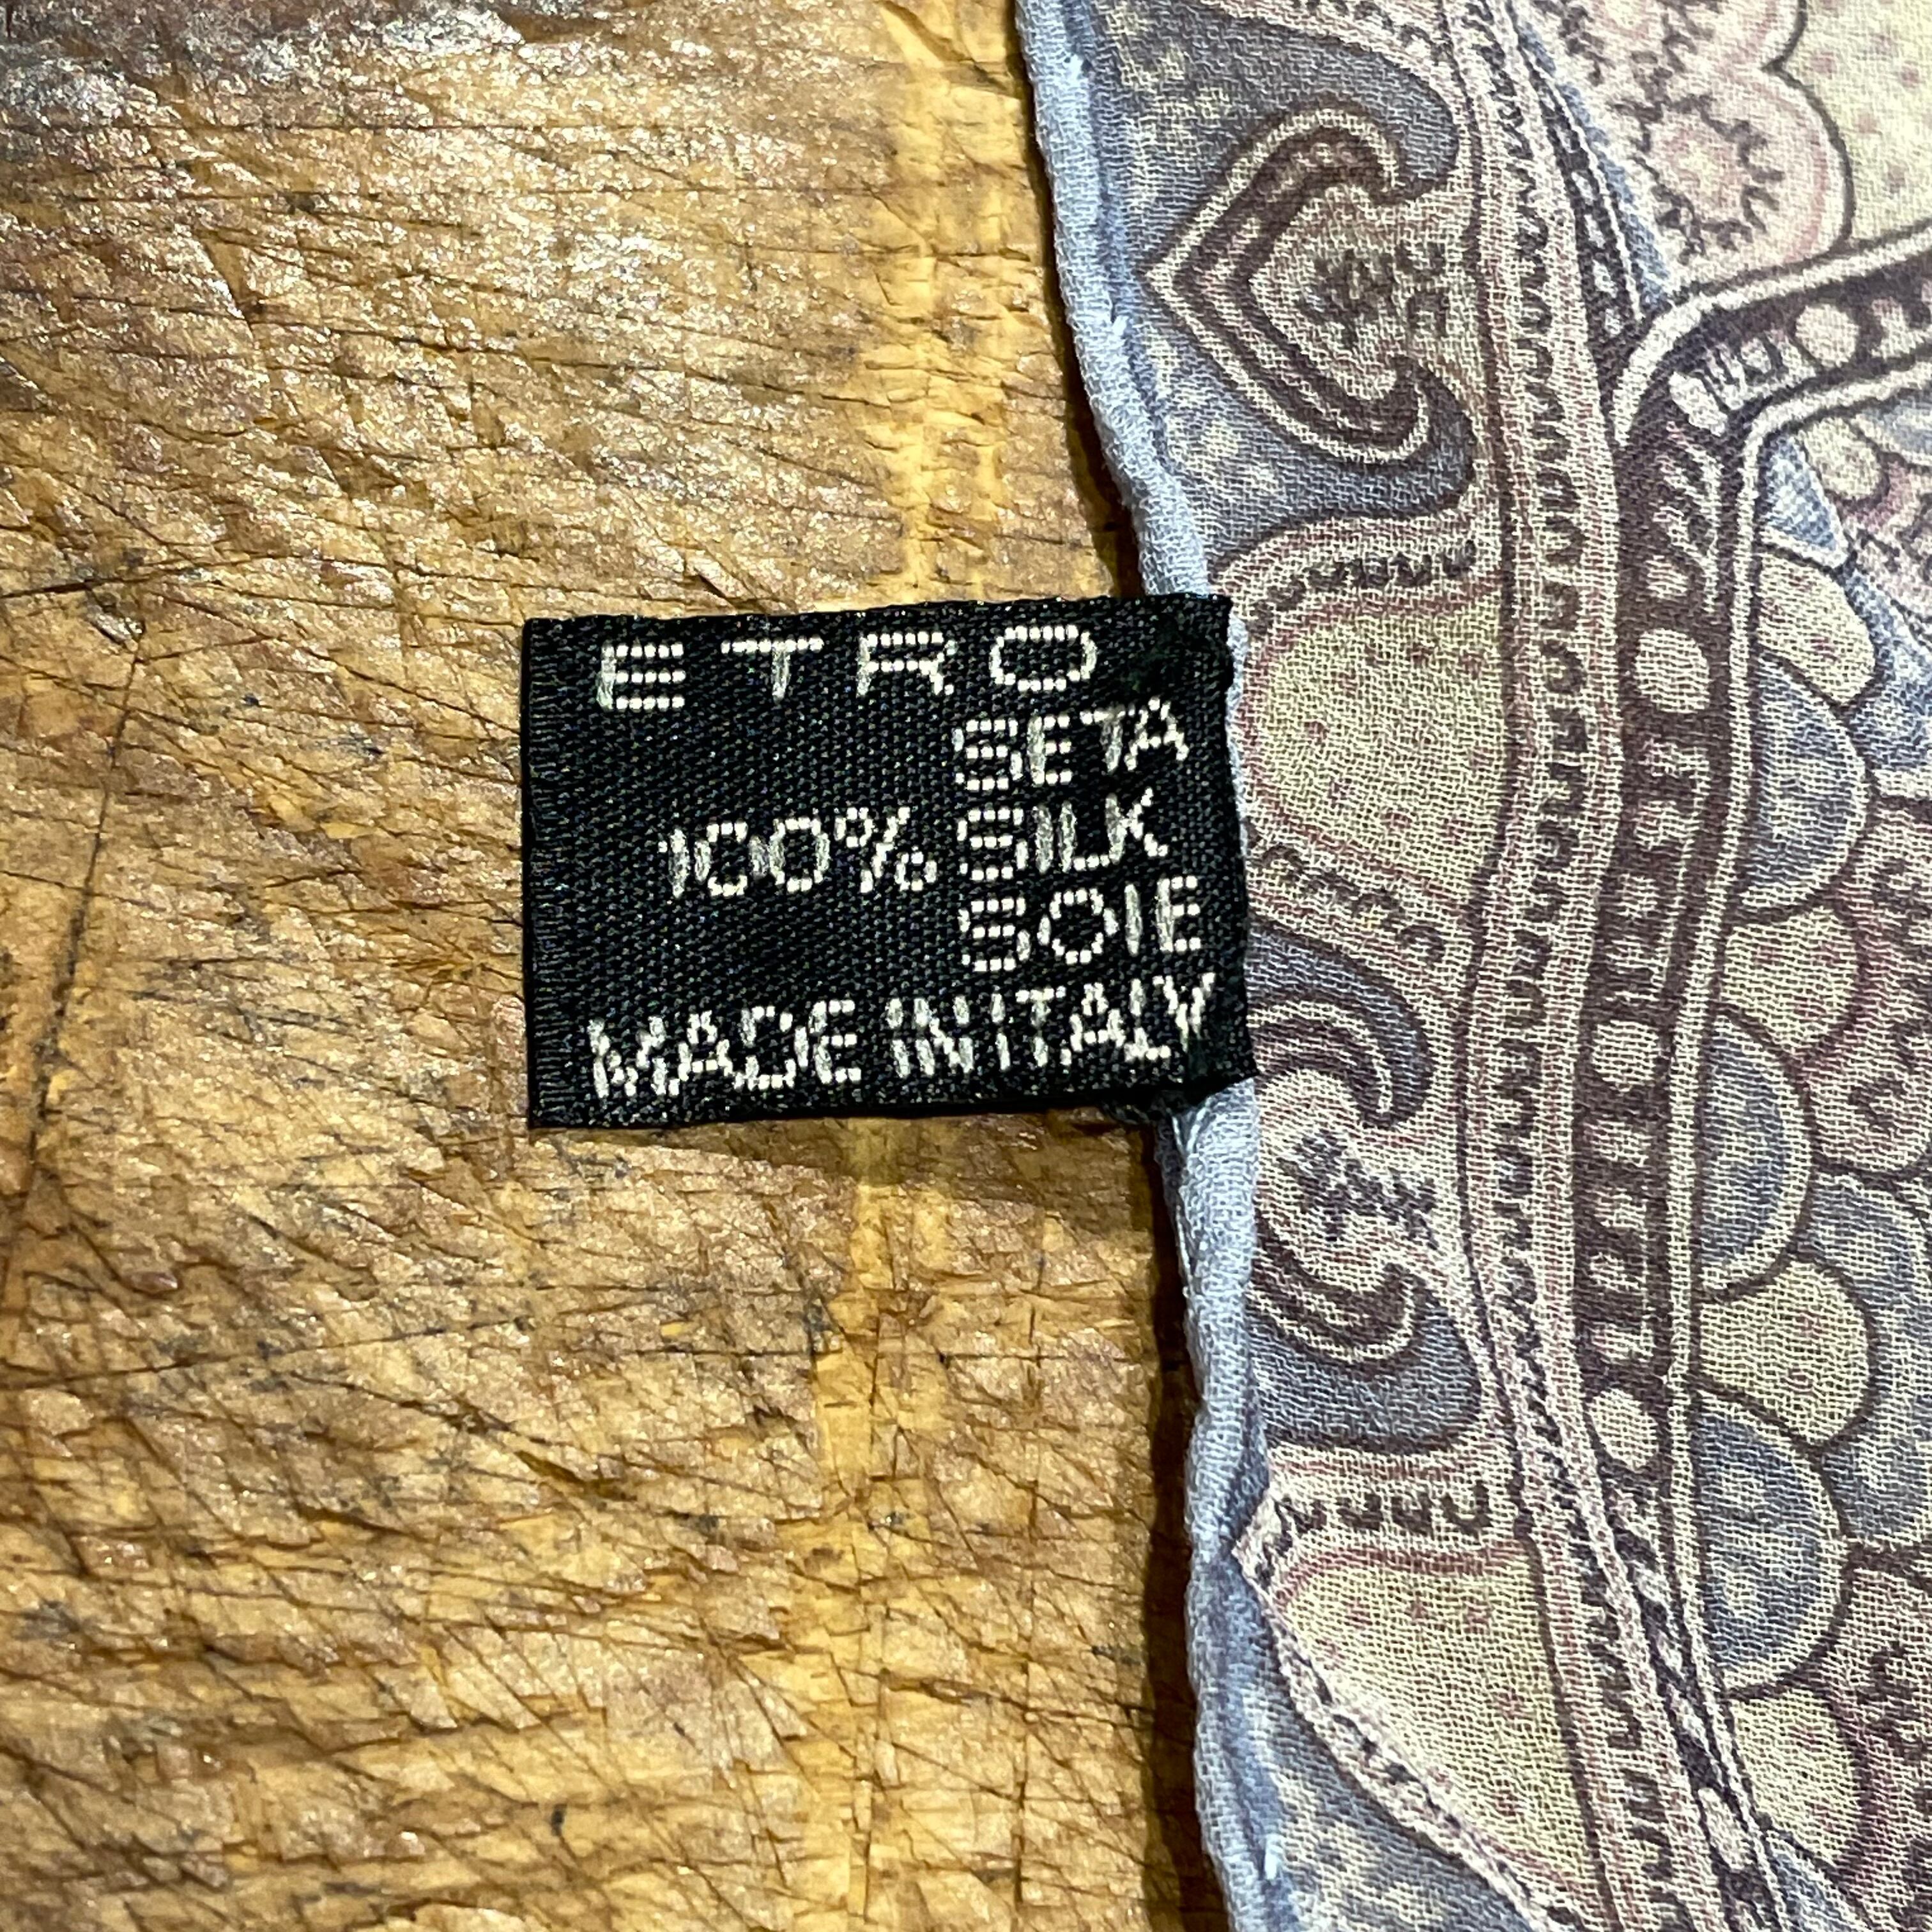 ETRO
SETA
100% SILK
SOIE
MADE IN ITALY